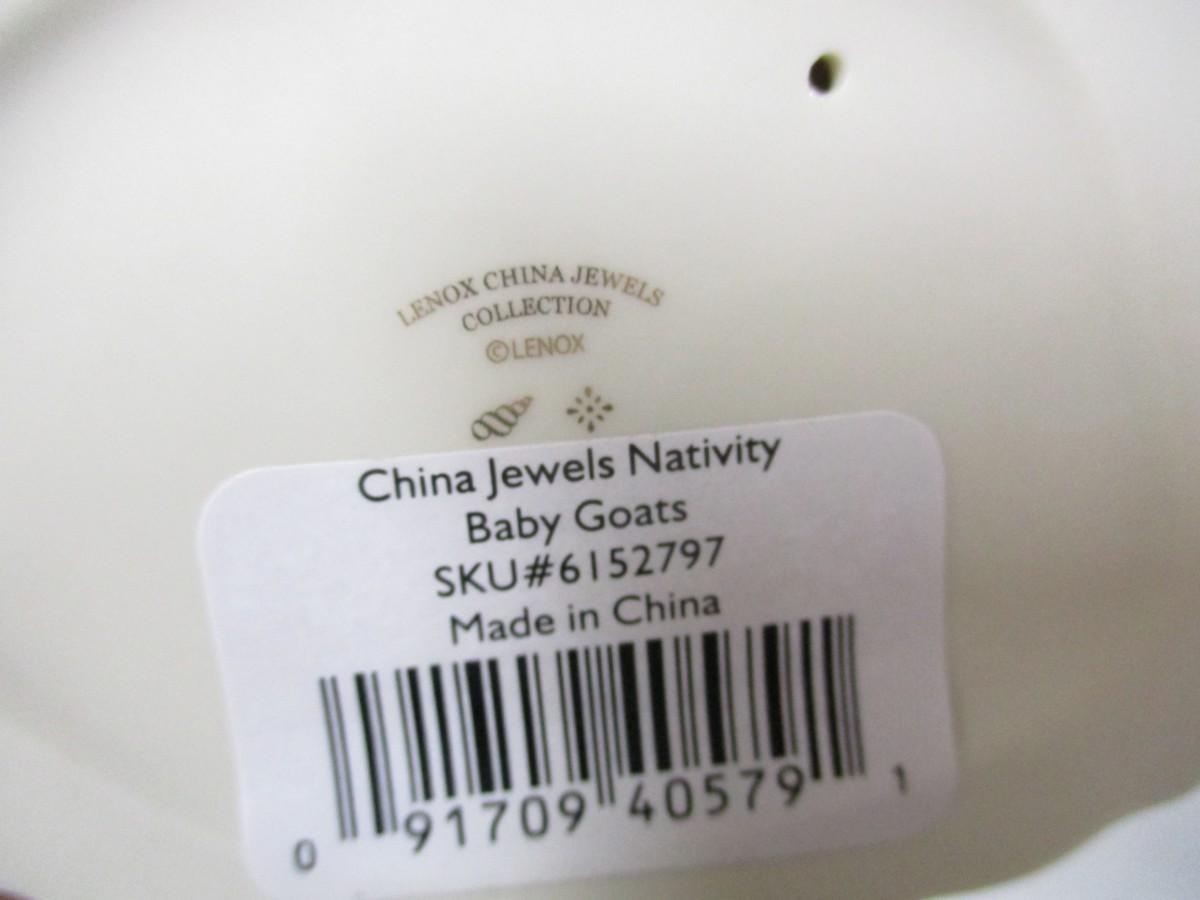 LENOX CHINA JEWELS
COLLECTION
©LENOX
China Jewels Nativity
Baby Goats
SKU#6152797
Made in China
0 91709 40579 1